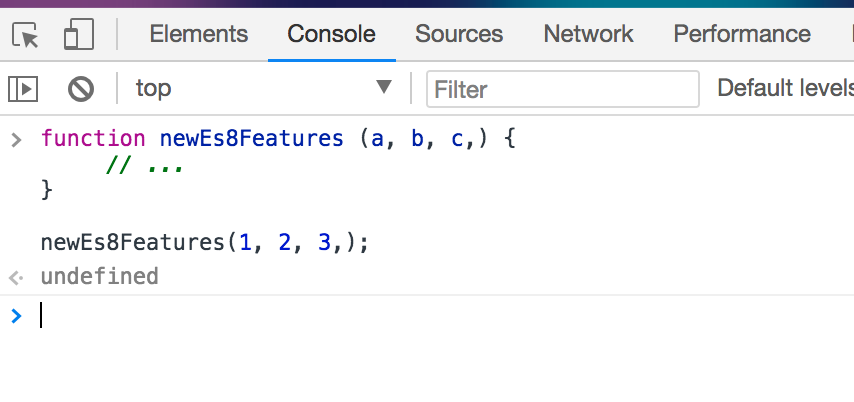 Elements Console Sources Network Performance
top Filter Default levels
> function newEs8Features (a, b, c,) {
// ...
}
newEs8Features(1, 2, 3,);
undefined
>